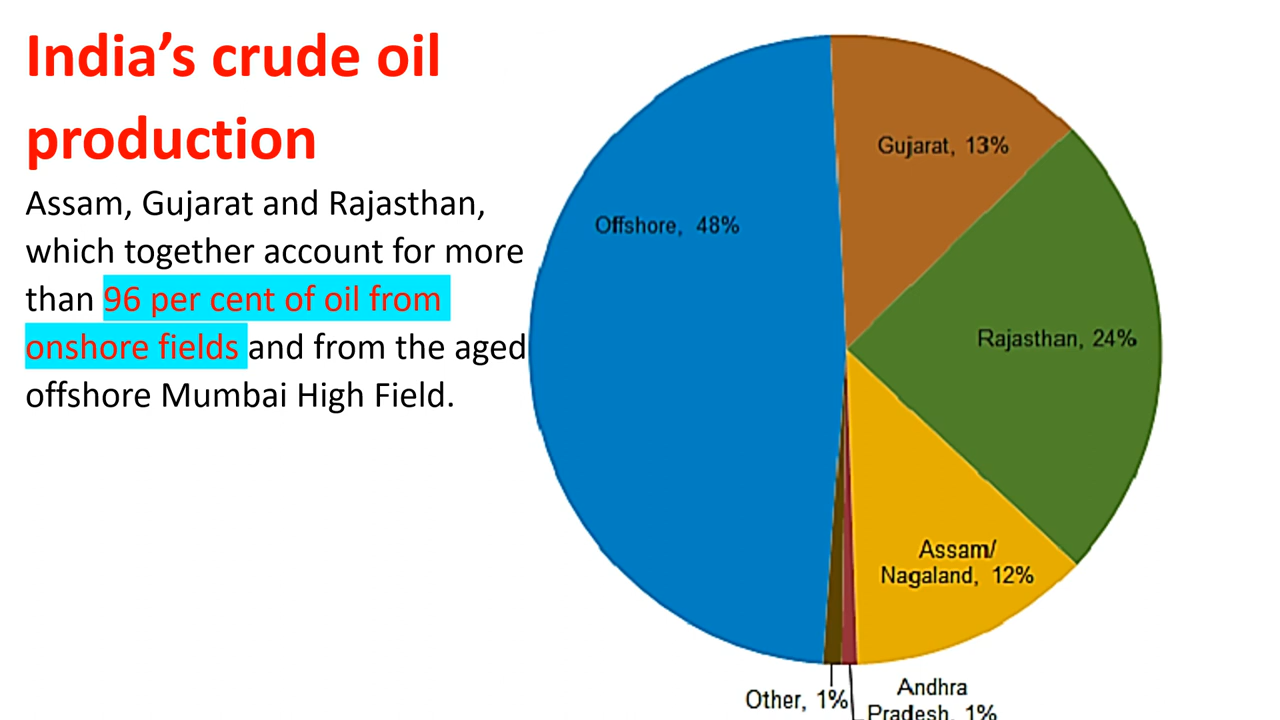 India’s crude oil
production
Assam, Gujarat and Rajasthan,
which together account for more
than 96 per cent of oil from
onshore fields and from the aged
offshore Mumbai High Field.
Gujarat, 13%
Offshore, 48%
Rajasthan, 24%
Assam/
Nagaland, 12%
Other, 1%
Andhra
Pradesh, 1%